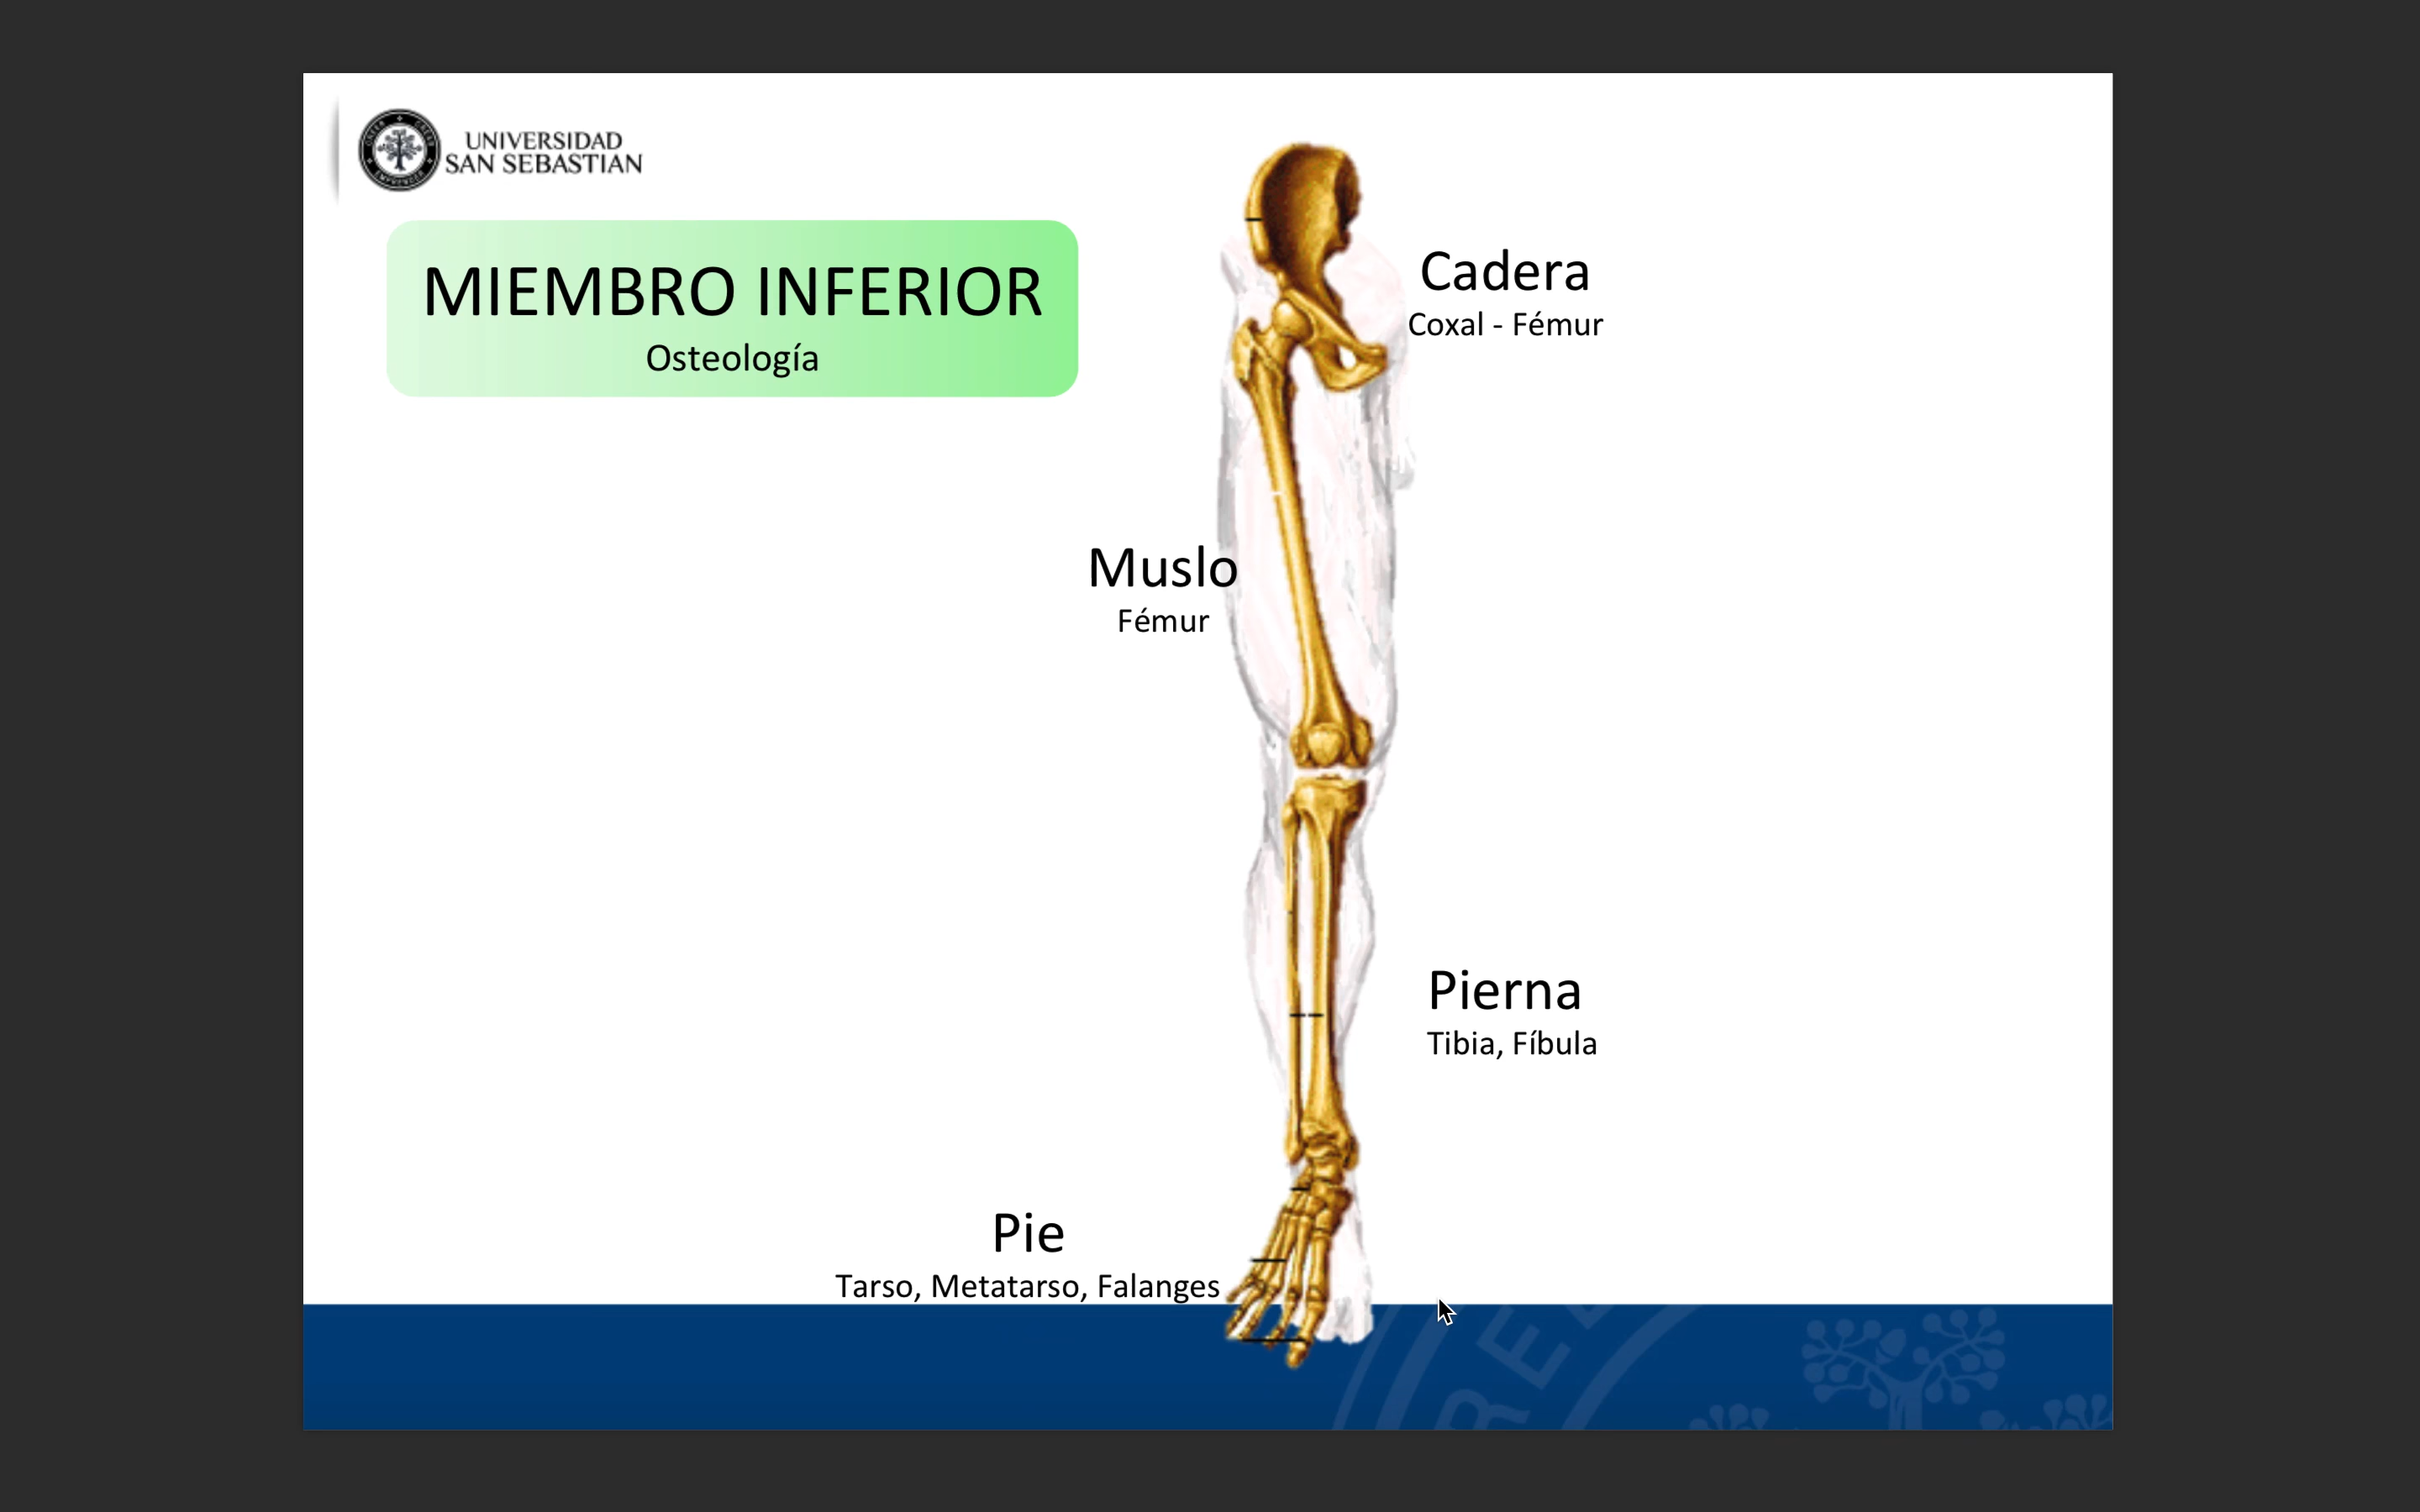 UNIVERSIDAD
SAN SEBASTIAN
MIEMBRO INFERIOR
Osteología
Cadera
Coxal - Fémur
Muslo
Fémur
Pierna
Tibia, Fíbula
Pie
Tarso, Metatarso, Falanges